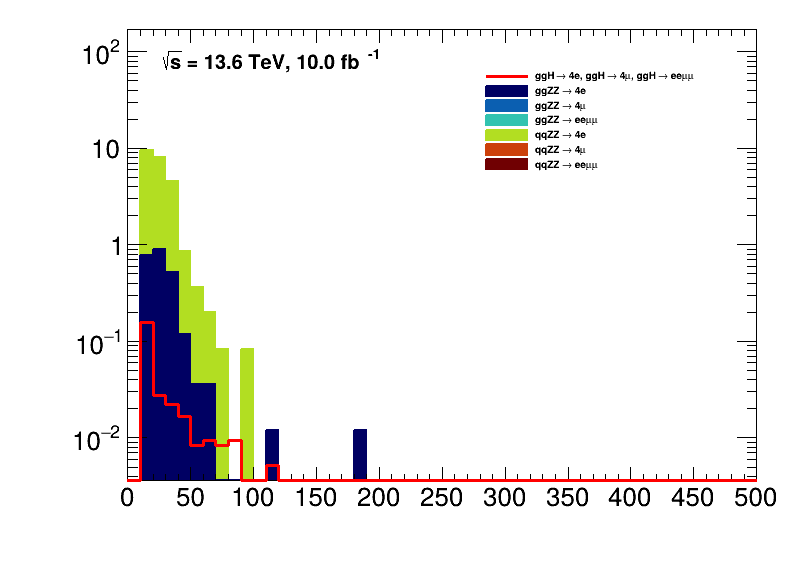 10²
√s = 13.6 TeV, 10.0 fb⁻¹
ggH→4e, ggH→4μ, ggH→eeμμ
ggZZ→4e
ggZZ→4μ
ggZZ→eeμμ
qqZZ→4e
qqZZ→4μ
qqZZ→eeμμ
10
1
10⁻¹
10⁻²
0 50 100 150 200 250 300 350 400 450 500